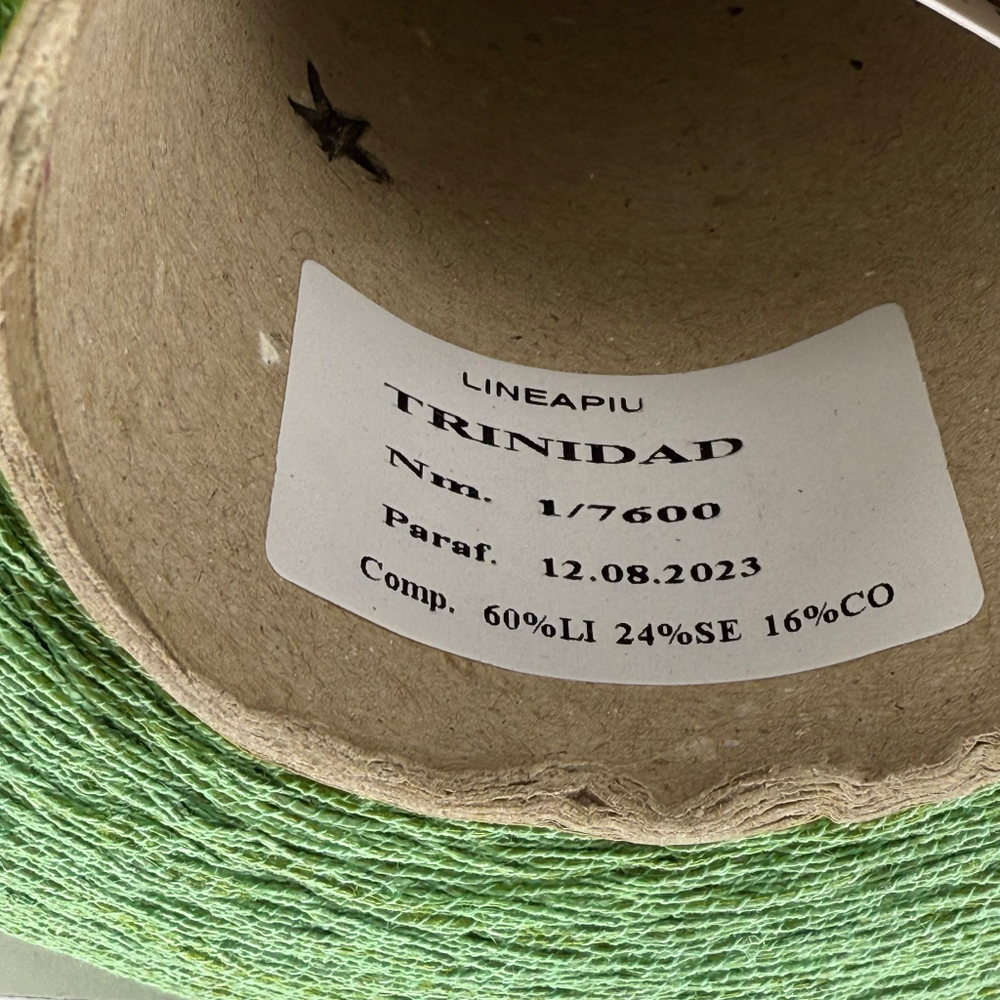 LINEAPIU
TRINIDAD
Nm. 1/7600
Paraf. 12.08.2023
Comp. 60%LI 24%SE 16%CO